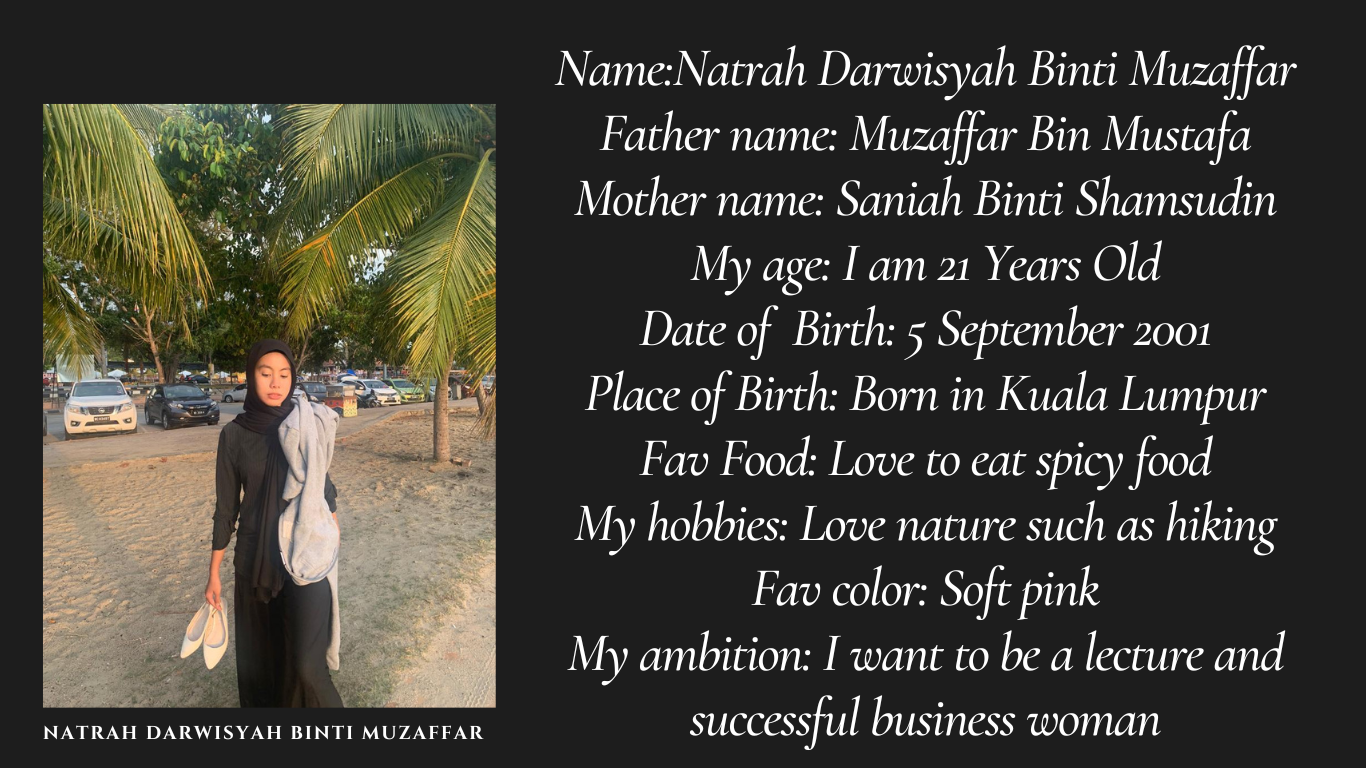 Name:Natrah Darwisyah Binti Muzaffar
Father name: Muzaffar Bin Mustafa
Mother name: Saniah Binti Shamsudin
My age: I am 21 Years Old
Date of  Birth: 5 September 2001
Place of Birth: Born in Kuala Lumpur
Fav Food: Love to eat spicy food
My hobbies: Love nature such as hiking
Fav color: Soft pink
My ambition: I want to be a lecture and
successful business woman
NATRAH DARWISYAH BINTI MUZAFFAR